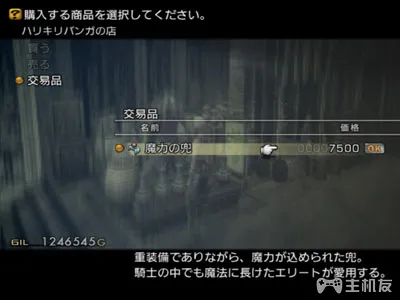 購入する商品を選択してください。
ハリキリバンガの店
買う
売る
交易品
交易品
名前 価格
魔力の兜 00007500 OK
GIL 1246545G
重装備でありながら、魔力が込められた兜。
騎士の中でも魔法に長けたエリートが愛用する。
主机友